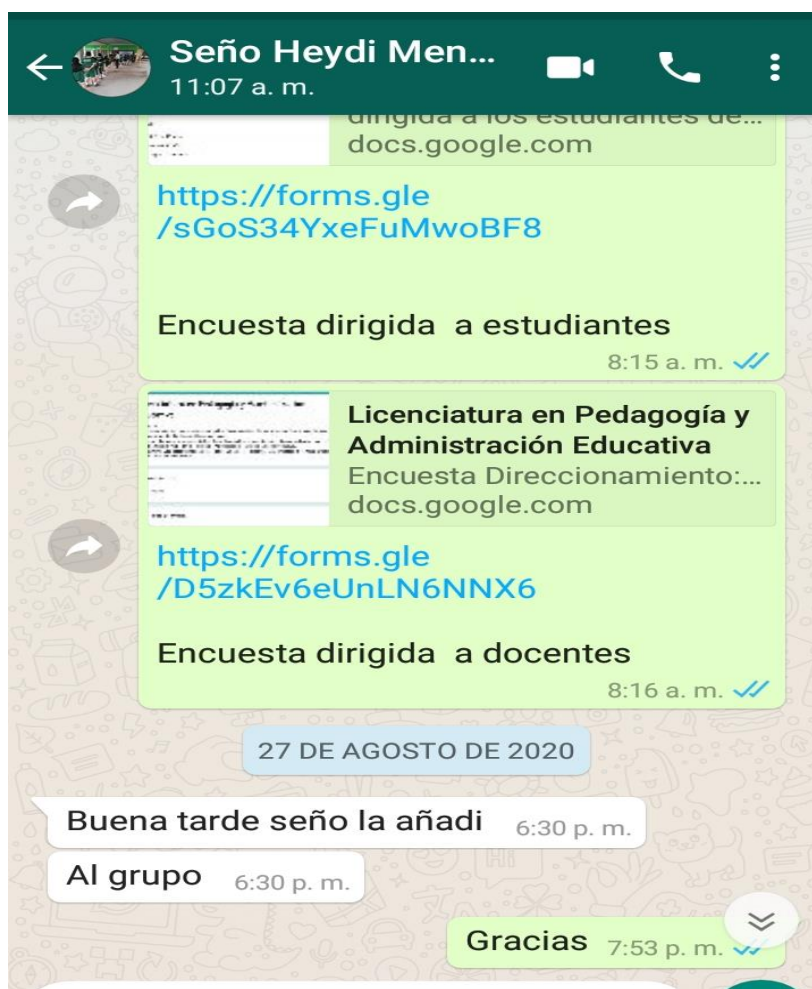 Seño Heydi Men...
11:07 a. m.
dirigida a los estudiantes de...
docs.google.com
https://forms.gle
/sGoS34YxeFuMwoBF8
Encuesta dirigida a estudiantes
8:15 a. m.
Licenciatura en Pedagogía y
Administración Educativa
Encuesta Direccionamiento:...
docs.google.com
https://forms.gle
/D5zkEv6eUnLN6NNX6
Encuesta dirigida a docentes
8:16 a. m.
27 DE AGOSTO DE 2020
Buena tarde seño la añadi 6:30 p. m.
Al grupo 6:30 p. m.
Gracias 7:53 p. m.